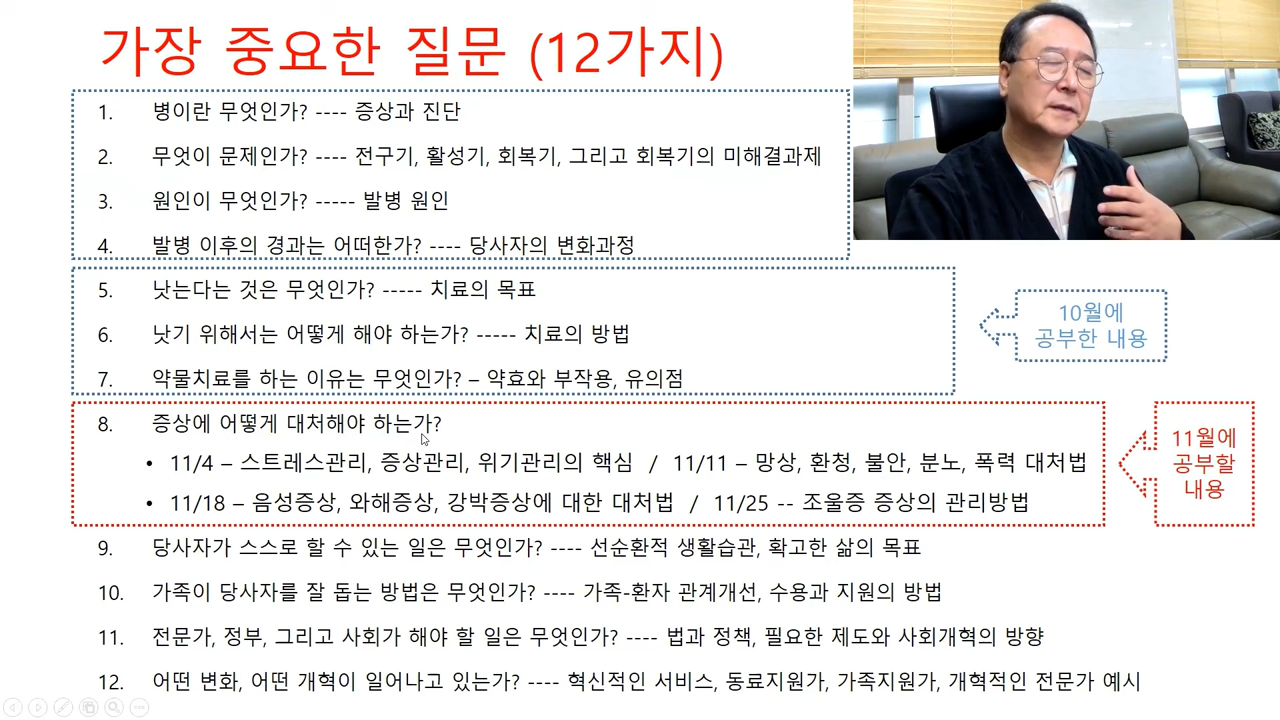 가장 중요한 질문 (12가지)
1. 병이란 무엇인가? ---- 증상과 진단
2. 무엇이 문제인가? ---- 전구기, 활성기, 회복기, 그리고 회복기의 미해결과제
3. 원인이 무엇인가? ----- 발병 원인
4. 발병 이후의 경과는 어떠한가? ---- 당사자의 변화과정
5. 낫는다는 것은 무엇인가? ----- 치료의 목표
6. 낫기 위해서는 어떻게 해야 하는가? ----- 치료의 방법
7. 약물치료를 하는 이유는 무엇인가? – 약효와 부작용, 유의점
10월에
공부한 내용
8. 증상에 어떻게 대처해야 하는가?
• 11/4 – 스트레스관리, 증상관리, 위기관리의 핵심 / 11/11 – 망상, 환청, 불안, 분노, 폭력 대처법
• 11/18 – 음성증상, 와해증상, 강박증상에 대한 대처법 / 11/25 -- 조울증 증상의 관리방법
11월에
공부할
내용
9. 당사자가 스스로 할 수 있는 일은 무엇인가? ---- 선순환적 생활습관, 확고한 삶의 목표
10. 가족이 당사자를 잘 돕는 방법은 무엇인가? ---- 가족-환자 관계개선, 수용과 지원의 방법
11. 전문가, 정부, 그리고 사회가 해야 할 일은 무엇인가? ---- 법과 정책, 필요한 제도와 사회개혁의 방향
12. 어떤 변화, 어떤 개혁이 일어나고 있는가? ---- 혁신적인 서비스, 동료지원가, 가족지원가, 개혁적인 전문가 예시